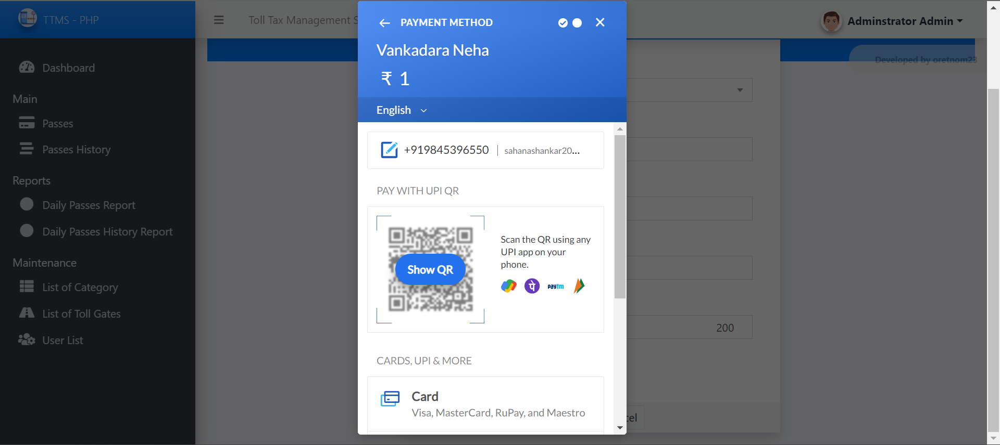 TTMS - PHP
Toll Tax Management S
Adminstrator Admin
Developed by oretnom23
Dashboard
Main
Passes
Passes History
Reports
Daily Passes Report
Daily Passes History Report
Maintenance
List of Category
List of Toll Gates
User List
PAYMENT METHOD
Vankadara Neha
₹ 1
English
+919845396550 | sahanashankar20...
PAY WITH UPI QR
Show QR
Scan the QR using any
UPI app on your
phone.
पे
paytm
CARDS, UPI & MORE
Card
Visa, MasterCard, RuPay, and Maestro
200
cel